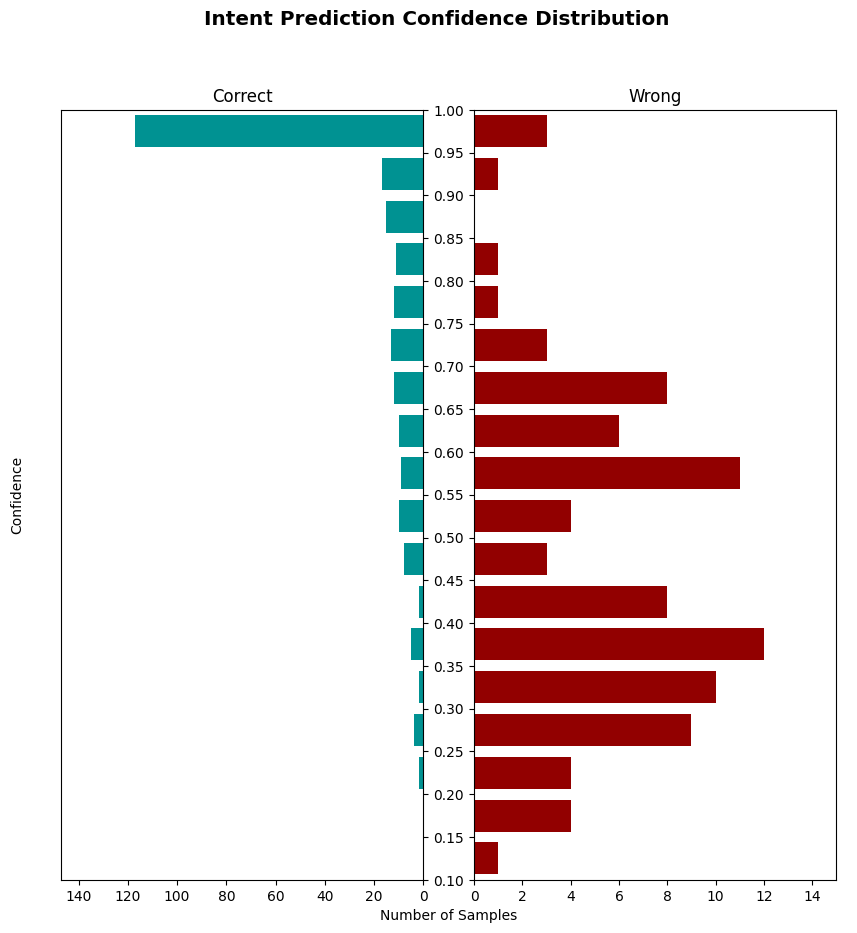 Intent Prediction Confidence Distribution
Correct
Wrong
1.00
0.95
0.90
0.85
0.80
0.75
0.70
0.65
0.60
0.55
0.50
0.45
0.40
0.35
0.30
0.25
0.20
0.15
0.10
Confidence
140 120 100 80 60 40 20 0
0 2 4 6 8 10 12 14
Number of Samples